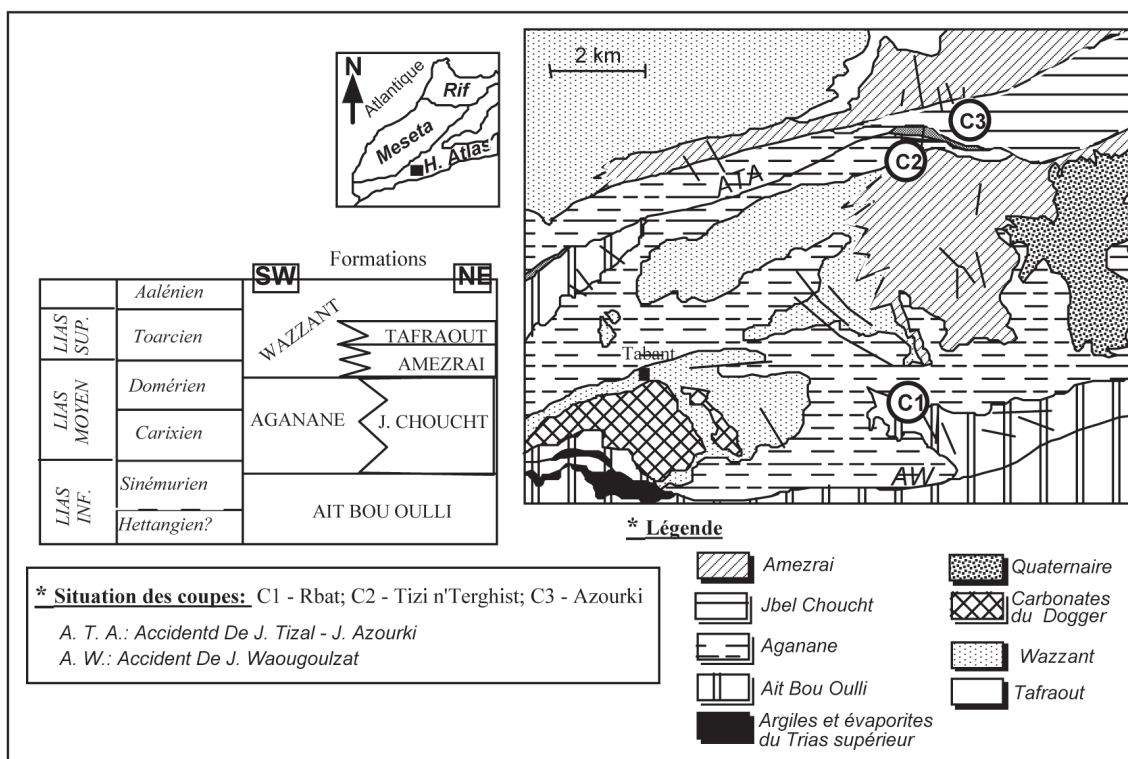 N
Atlantique
Rif
Meseta
H. Atlas
2 km
C3
C2
ATA
Tabant
C1
AW
Formations
SW
NE
LIAS SUP.
LIAS MOYEN
LIAS INF.
Aalénien
Toarcien
Domérien
Carixien
Sinémurien
Hettangien?
WAZZANT
TAFRAOUT
AMEZRAI
AGANANE
J. CHOUCHT
AIT BOU OULLI
* Situation des coupes: C1 - Rbat; C2 - Tizi n'Terghist; C3 - Azourki
A. T. A.: Accidentd De J. Tizal - J. Azourki
A. W.: Accident De J. Waougoulzat
* Légende
Amezrai
Jbel Choucht
Aganane
Ait Bou Oulli
Argiles et évaporites
du Trias supérieur
Quaternaire
Carbonates
du Dogger
Wazzant
Tafraout